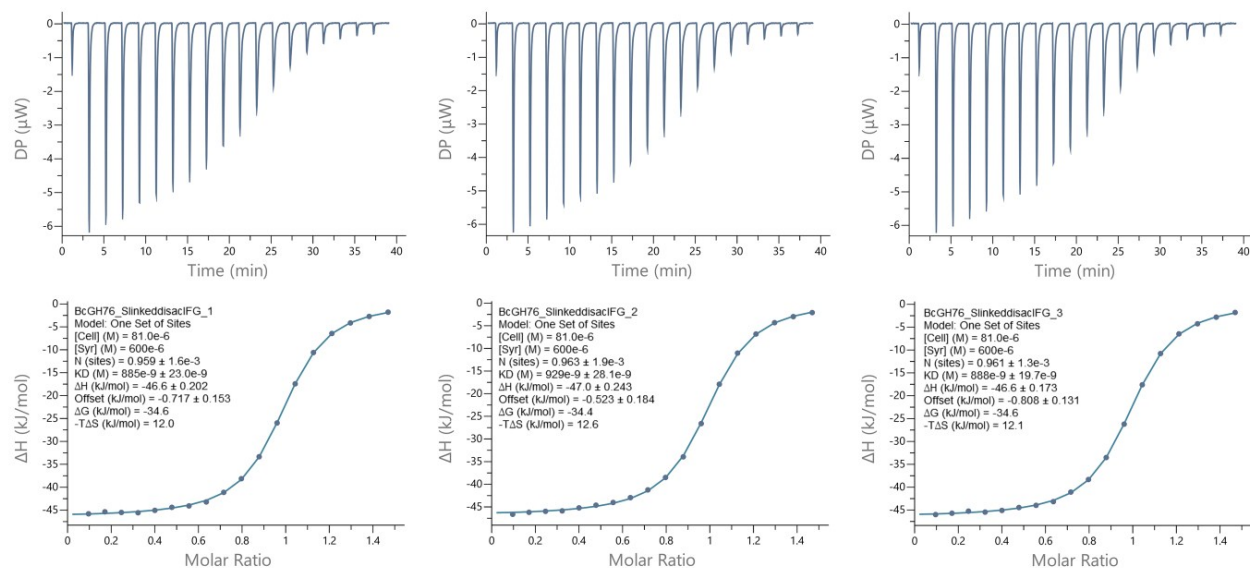 0
-1
-2
-3
-4
-5
-6
DP (μW)
0 5 10 15 20 25 30 35 40
Time (min)
0
-1
-2
-3
-4
-5
-6
DP (μW)
0 5 10 15 20 25 30 35 40
Time (min)
0
-1
-2
-3
-4
-5
-6
DP (μW)
0 5 10 15 20 25 30 35 40
Time (min)
0
-5
-10
-15
-20
-25
-30
-35
-40
-45
ΔH (kJ/mol)
BcGH76_SlinkeddisacIFG_1
Model: One Set of Sites
[Cell] (M) = 81.0e-6
[Syr] (M) = 600e-6
N (sites) = 0.959 ± 1.6e-3
KD (M) = 885e-9 ± 23.0e-9
ΔH (kJ/mol) = -46.6 ± 0.202
Offset (kJ/mol) = -0.717 ± 0.153
ΔG (kJ/mol) = -34.6
-TΔS (kJ/mol) = 12.0
0 0.2 0.4 0.6 0.8 1 1.2 1.4
Molar Ratio
0
-5
-10
-15
-20
-25
-30
-35
-40
-45
ΔH (kJ/mol)
BcGH76_SlinkeddisacIFG_2
Model: One Set of Sites
[Cell] (M) = 81.0e-6
[Syr] (M) = 600e-6
N (sites) = 0.963 ± 1.9e-3
KD (M) = 929e-9 ± 28.1e-9
ΔH (kJ/mol) = -47.0 ± 0.243
Offset (kJ/mol) = -0.523 ± 0.184
ΔG (kJ/mol) = -34.4
-TΔS (kJ/mol) = 12.6
0 0.2 0.4 0.6 0.8 1 1.2 1.4
Molar Ratio
0
-5
-10
-15
-20
-25
-30
-35
-40
-45
ΔH (kJ/mol)
BcGH76_SlinkeddisacIFG_3
Model: One Set of Sites
[Cell] (M) = 81.0e-6
[Syr] (M) = 600e-6
N (sites) = 0.961 ± 1.3e-3
KD (M) = 888e-9 ± 19.7e-9
ΔH (kJ/mol) = -46.6 ± 0.173
Offset (kJ/mol) = -0.808 ± 0.131
ΔG (kJ/mol) = -34.6
-TΔS (kJ/mol) = 12.1
0 0.2 0.4 0.6 0.8 1 1.2 1.4
Molar Ratio